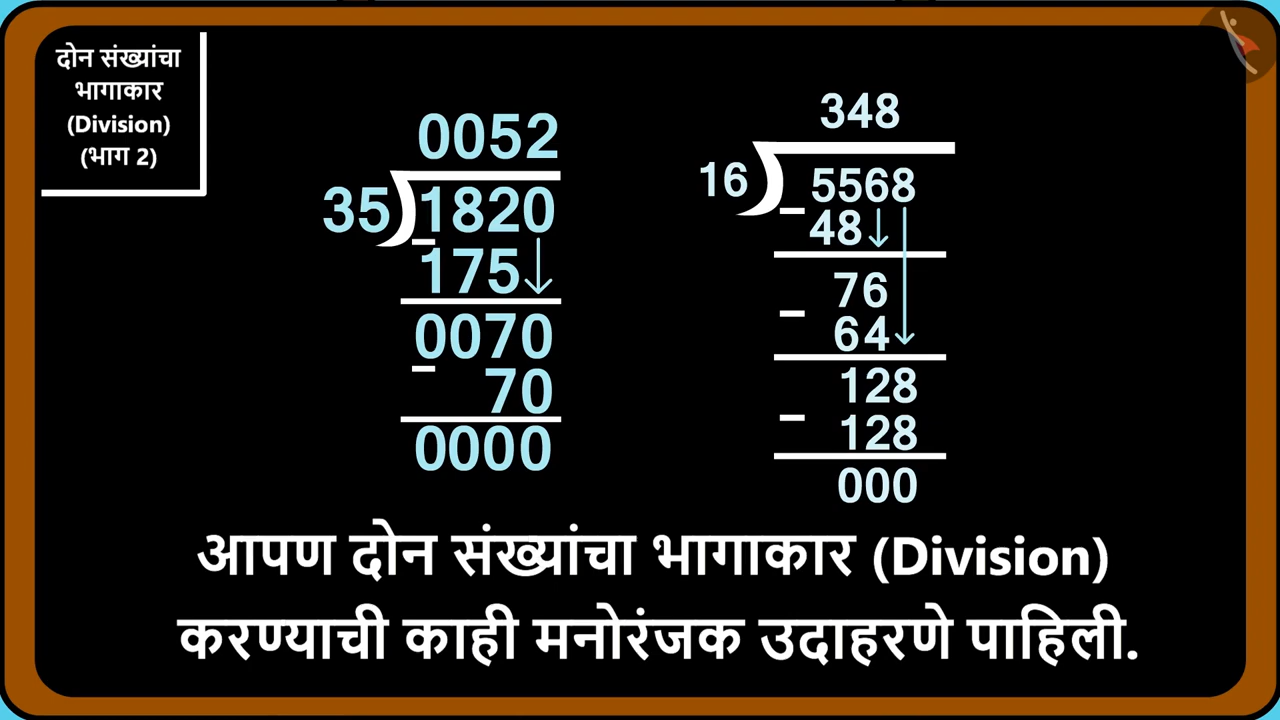 दोन संख्यांचा
भागाकार
(Division)
(भाग 2)
0052
35)1820
– 175↓
0070
– 70
0000
348
16)5568
– 48↓
76
– 64↓
128
– 128
000
आपण दोन संख्यांचा भागाकार (Division)
करण्याची काही मनोरंजक उदाहरणे पाहिली.